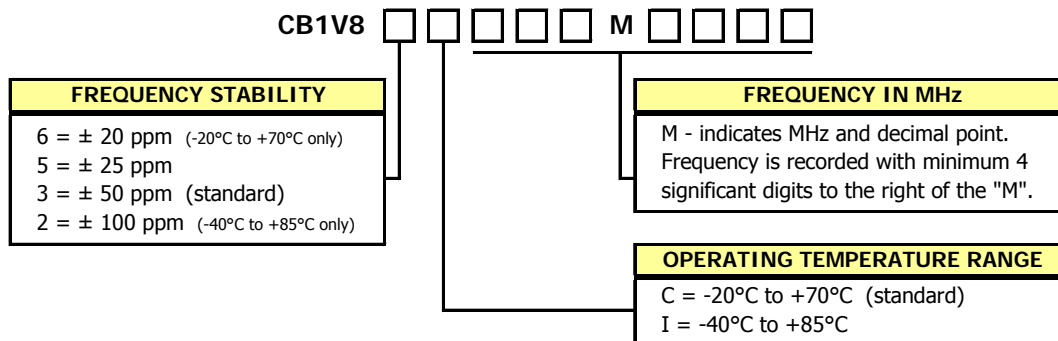 CB1V8 □ □ □ □ □ M □ □ □ □
FREQUENCY STABILITY
6 = ± 20 ppm (-20°C to +70°C only)
5 = ± 25 ppm
3 = ± 50 ppm (standard)
2 = ± 100 ppm (-40°C to +85°C only)
FREQUENCY IN MHz
M - indicates MHz and decimal point.
Frequency is recorded with minimum 4
significant digits to the right of the "M".
OPERATING TEMPERATURE RANGE
C = -20°C to +70°C (standard)
I = -40°C to +85°C